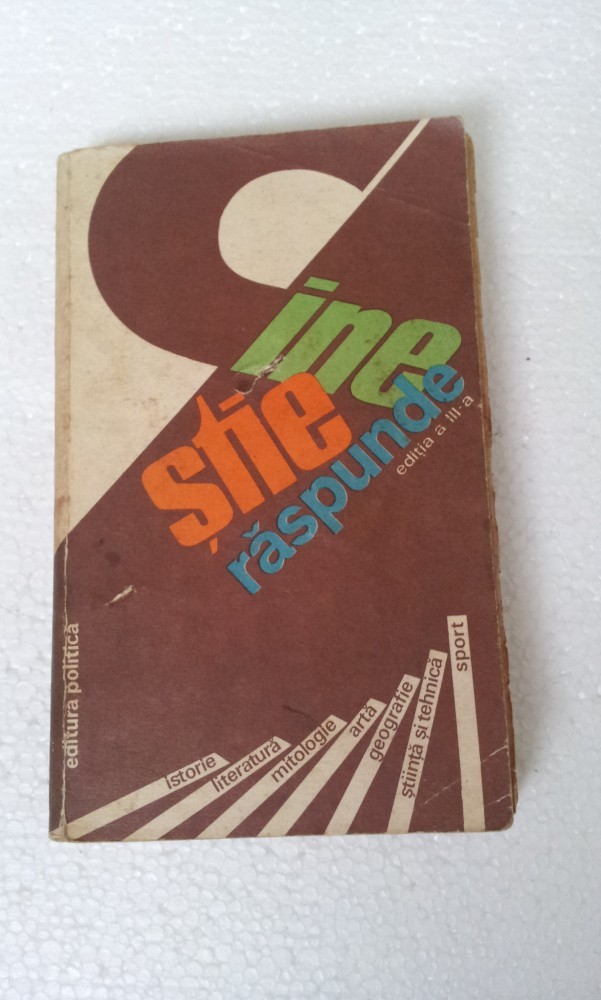 Cine
știe
răspunde
ediția a III-a
editura politică
istorie
literatură
mitologie
artă
geografie
știință și tehnică
sport